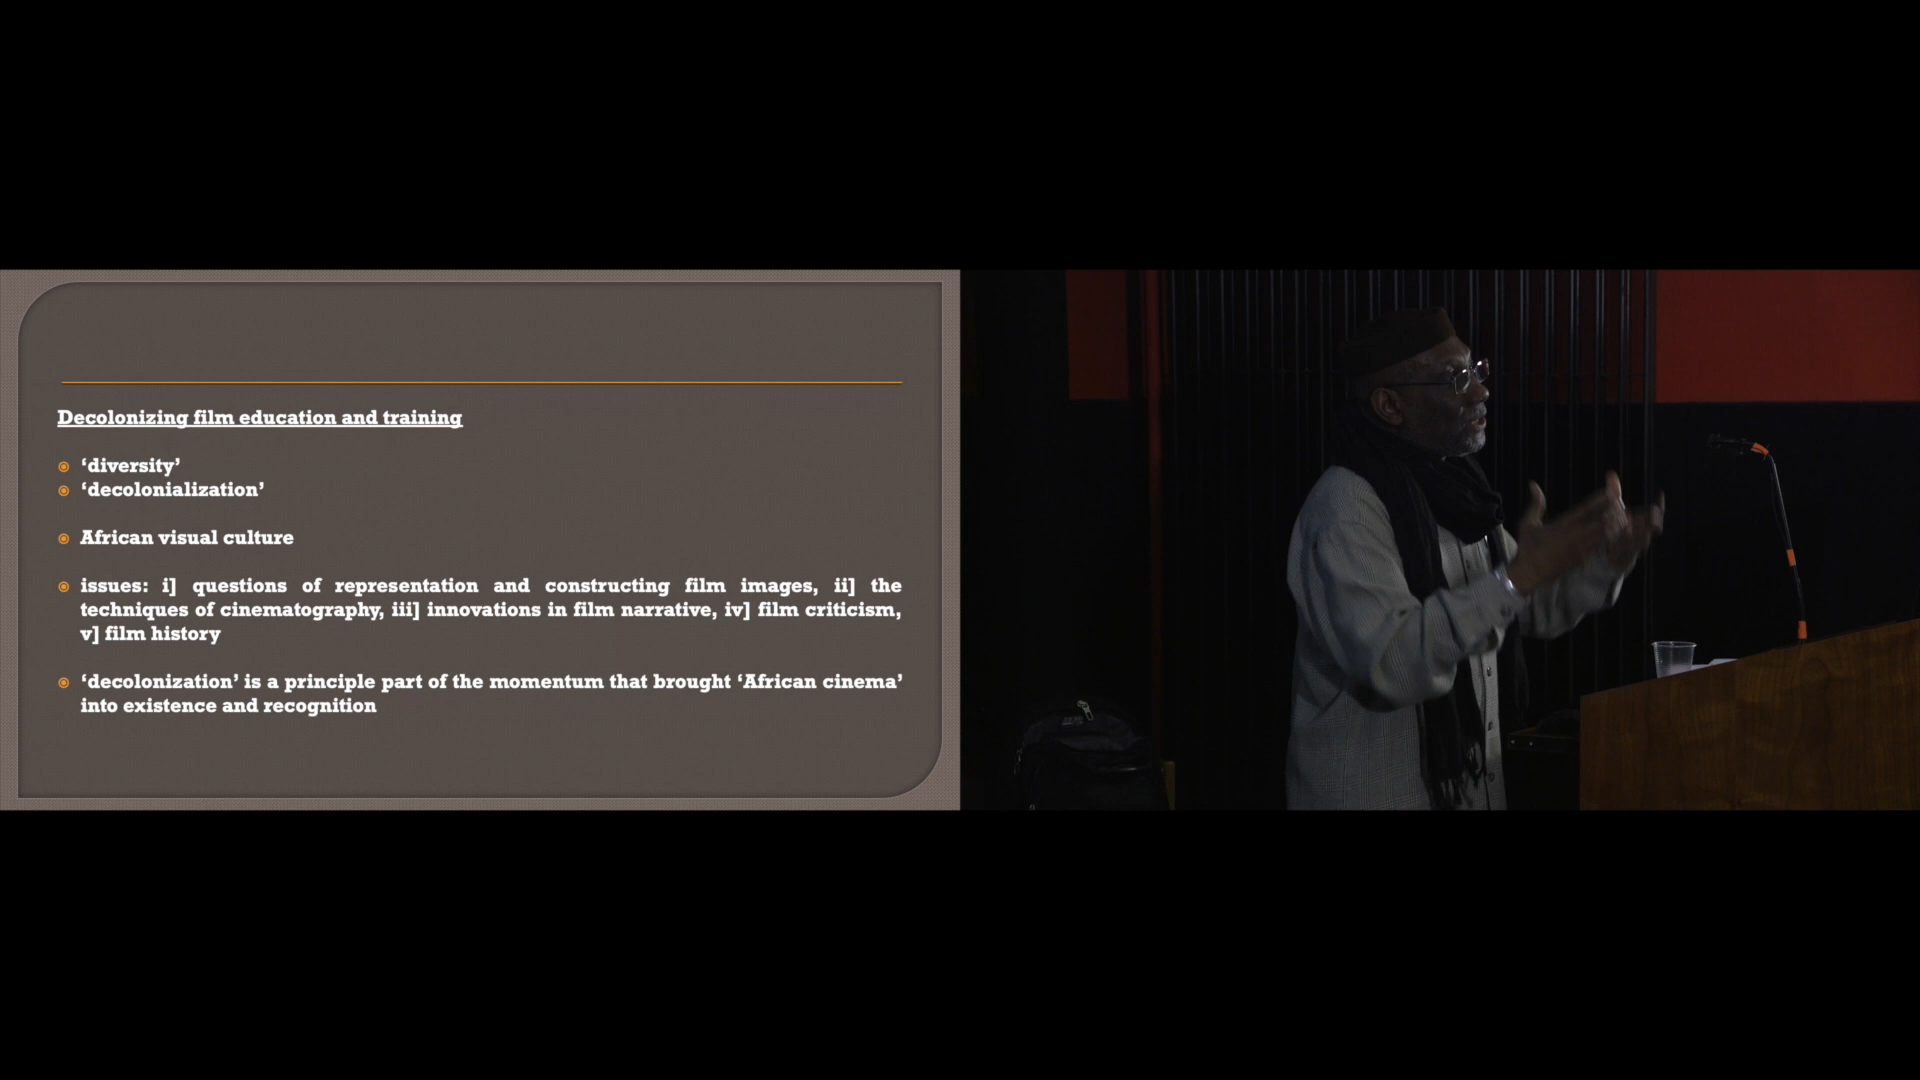 Decolonizing film education and training
‘diversity’
‘decolonialization’
African visual culture
issues: i] questions of representation and constructing film images, ii] the
techniques of cinematography, iii] innovations in film narrative, iv] film criticism,
v] film history
‘decolonization’ is a principle part of the momentum that brought ‘African cinema’
into existence and recognition